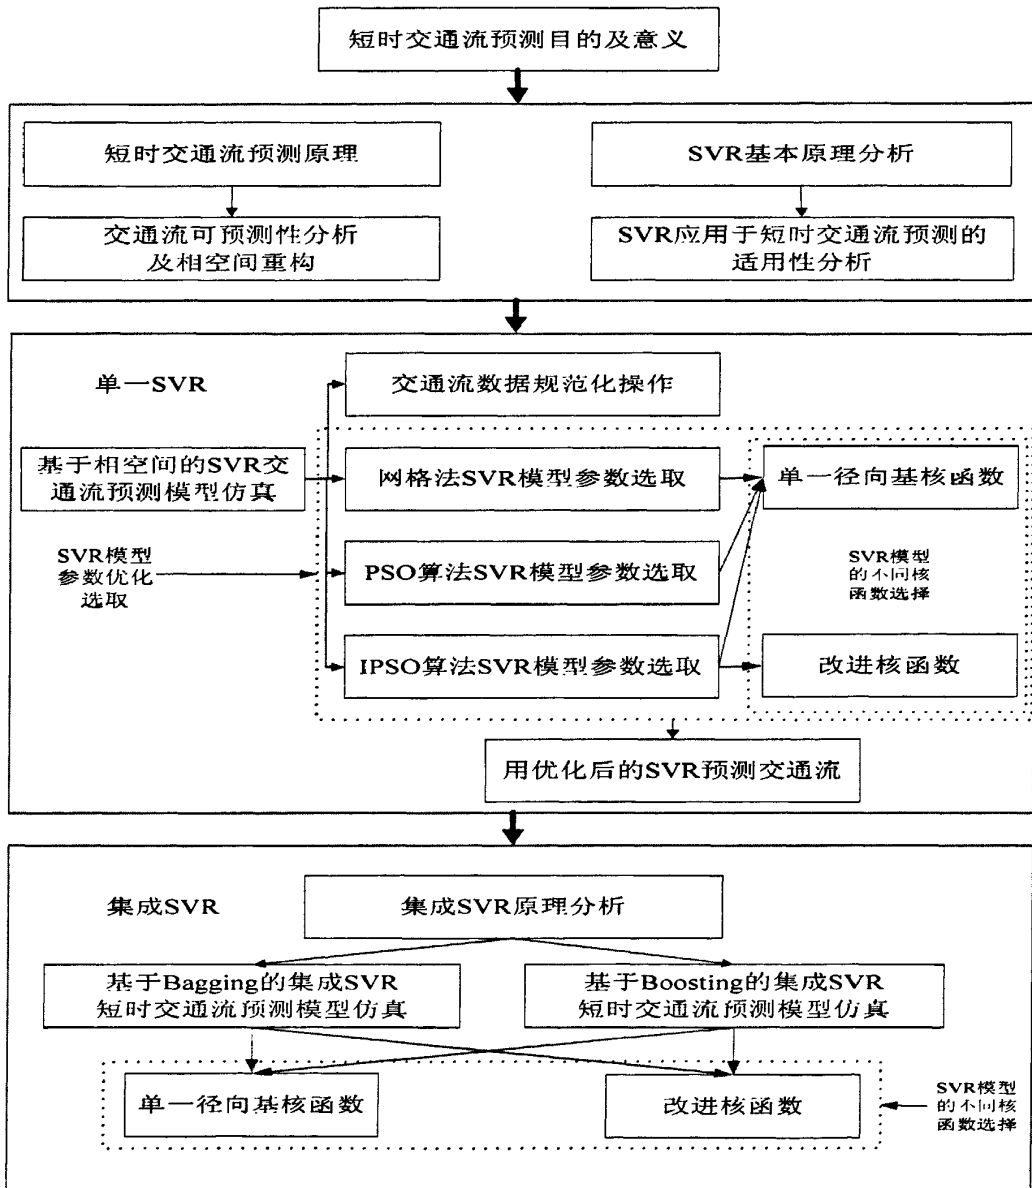 短时交通流预测目的及意义
短时交通流预测原理
SVR基本原理分析
交通流可预测性分析
及相空间重构
SVR应用于短时交通流预测的
适用性分析
单一SVR
交通流数据规范化操作
基于相空间的SVR交
通流预测模型仿真
网格法SVR模型参数选取
单一径向基核函数
SVR模型
参数优化
选取
PSO算法SVR模型参数选取
SVR模型
的不同核
函数选择
IPSO算法SVR模型参数选取
改进核函数
用优化后的SVR预测交通流
集成SVR
集成SVR原理分析
基于Bagging的集成SVR
短时交通流预测模型仿真
基于Boosting的集成SVR
短时交通流预测模型仿真
单一径向基核函数
改进核函数
SVR模型
的不同核
函数选择